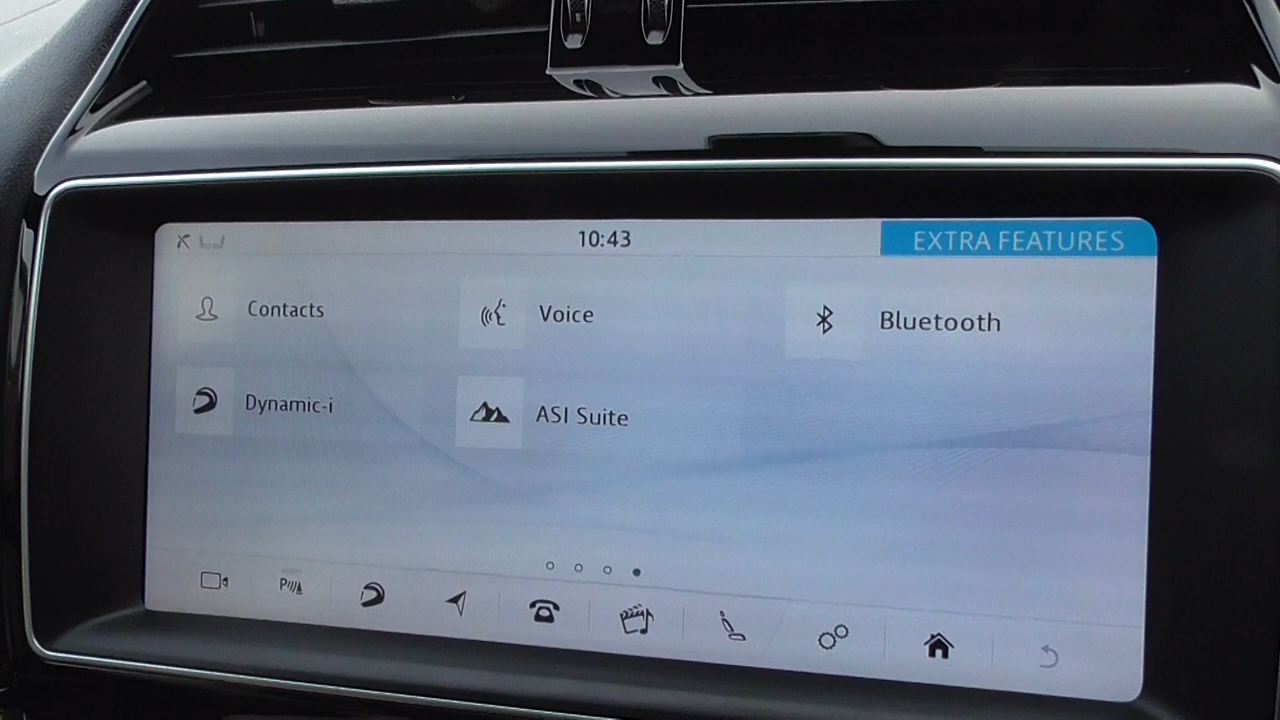 10:43
EXTRA FEATURES
Contacts
Voice
Bluetooth
Dynamic-i
ASI Suite
P